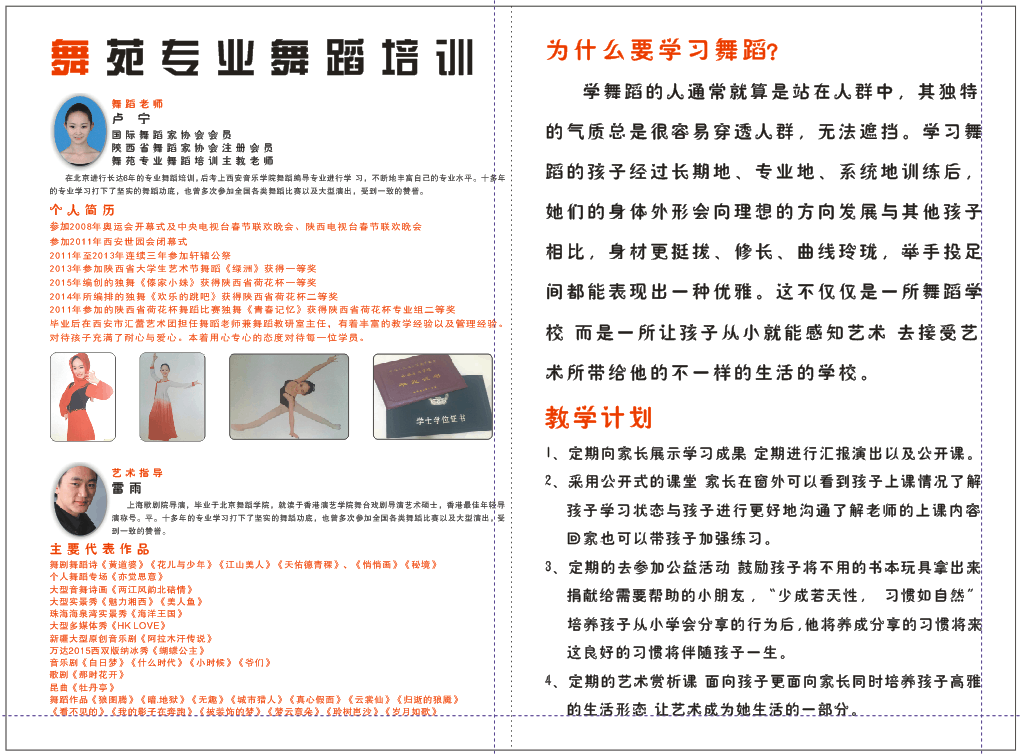 舞苑专业舞蹈培训
舞蹈老师
卢 宁
国际舞蹈家协会会员
陕西省舞蹈家协会注册会员
舞苑专业舞蹈培训主教老师
在北京进行长达6年的专业舞蹈培训,后考上西安音乐学院舞蹈编导专业进行学 习，不断地丰富自己的专业水平。十多年
的专业学习打下了坚实的舞蹈功底，也曾多次参加全国各类舞蹈比赛以及大型演出，受到一致的赞誉。
个人简历
参加2008年奥运会开幕式及中央电视台春节联欢晚会、陕西电视台春节联欢晚会
参加2011年西安世园会闭幕式
2011年至2013年连续三年参加轩辕公祭
2013年参加陕西省大学生艺术节舞蹈《绿洲》获得一等奖
2015年编创的独舞《傣家小妹》获得陕西省荷花杯一等奖
2014年所编排的独舞《欢乐的跳吧》获得陕西省荷花杯二等奖
2011年参加的陕西省荷花杯舞蹈比赛独舞《青春记忆》获得陕西省荷花杯专业组二等奖
毕业后在西安市汇蕾艺术团担任舞蹈老师兼舞蹈教研室主任，有着丰富的教学经验以及管理经验。
对待孩子充满了耐心与爱心。本着用心专心的态度对待每一位学员。
学士学位证书
艺术指导
雷雨
上海歌剧院导演，毕业于北京舞蹈学院，就读于香港演艺学院舞台戏剧导演艺术硕士，香港最佳年轻导
演称号。平。十多年的专业学习打下了坚实的舞蹈功底，也曾多次参加全国各类舞蹈比赛以及大型演出，受
到一致的赞誉。
主要代表作品
舞剧舞蹈诗《黄道婆》《花儿与少年》《江山美人》《天佑德青稞》、《悄悄画》《秘境》
个人舞蹈专场《亦觉思意》
大型音舞诗画《两江风韵北碚情》
大型实景秀《魅力湘西》《美人鱼》
珠海海泉湾实景秀《海洋王国》
大型多媒体秀《HK LOVE》
新疆大型原创音乐剧《阿拉木汗传说》
万达2015西双版纳冰秀《蝴蝶公主》
音乐剧《白日梦》《什么时代》《小时候》《爷们》
歌剧《那时花开》
昆曲《牡丹亭》
舞蹈作品《狼图腾》《瞄.地狱》《无趣》《城市猎人》《真心假面》《云裳仙》《归逝的狼魔》
《看不见的》《我的影子在奔跑》《被装饰的梦》《梦云意朵》《聆树崑沙》《岁月如歌》
为什么要学习舞蹈?
学舞蹈的人通常就算是站在人群中，其独特
的气质总是很容易穿透人群，无法遮挡。学习舞
蹈的孩子经过长期地、专业地、系统地训练后，
她们的身体外形会向理想的方向发展与其他孩子
相比，身材更挺拔、修长、曲线玲珑，举手投足
间都能表现出一种优雅。这不仅仅是一所舞蹈学
校 而是一所让孩子从小就能感知艺术 去接受艺
术所带给他的不一样的生活的学校。
教学计划
1、定期向家长展示学习成果 定期进行汇报演出以及公开课。
2、采用公开式的课堂 家长在窗外可以看到孩子上课情况了解
孩子学习状态与孩子进行更好地沟通了解老师的上课内容
回家也可以带孩子加强练习。
3、定期的去参加公益活动 鼓励孩子将不用的书本玩具拿出来
捐献给需要帮助的小朋友，“少成若天性， 习惯如自然”
培养孩子从小学会分享的行为后,他将养成分享的习惯将来
这良好的习惯将伴随孩子一生。
4、定期的艺术赏析课 面向孩子更面向家长同时培养孩子高雅
的生活形态 让艺术成为她生活的一部分。